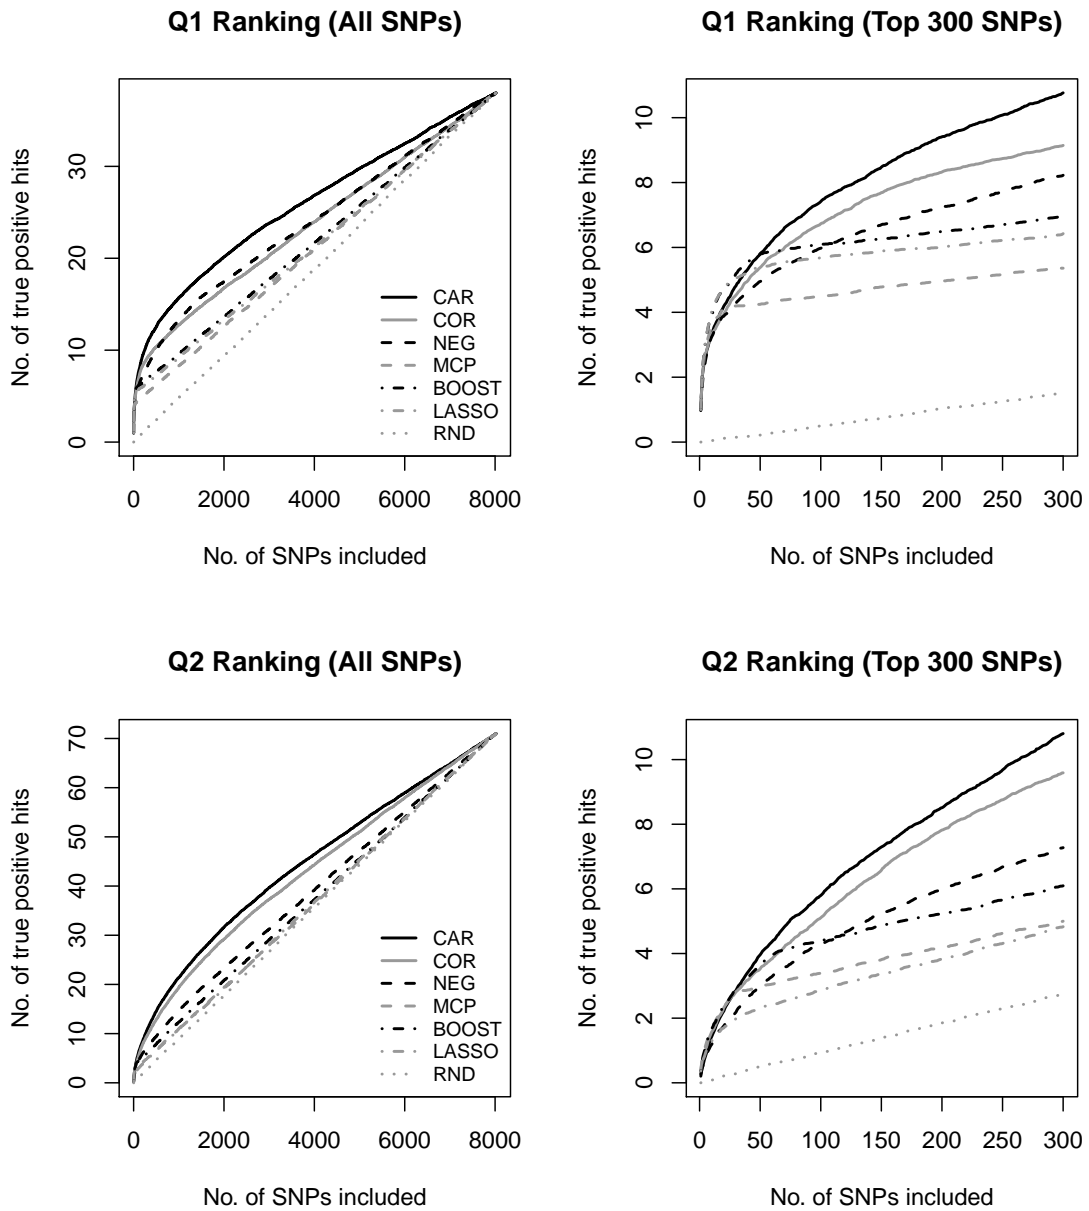 Q1 Ranking (All SNPs)
No. of true positive hits
30
20
10
0
CAR
COR
NEG
MCP
BOOST
LASSO
RND
0 2000 4000 6000 8000
No. of SNPs included
Q1 Ranking (Top 300 SNPs)
No. of true positive hits
10
8
6
4
2
0
0 50 100 150 200 250 300
No. of SNPs included
Q2 Ranking (All SNPs)
No. of true positive hits
70
60
50
40
30
20
10
0
CAR
COR
NEG
MCP
BOOST
LASSO
RND
0 2000 4000 6000 8000
No. of SNPs included
Q2 Ranking (Top 300 SNPs)
No. of true positive hits
10
8
6
4
2
0
0 50 100 150 200 250 300
No. of SNPs included